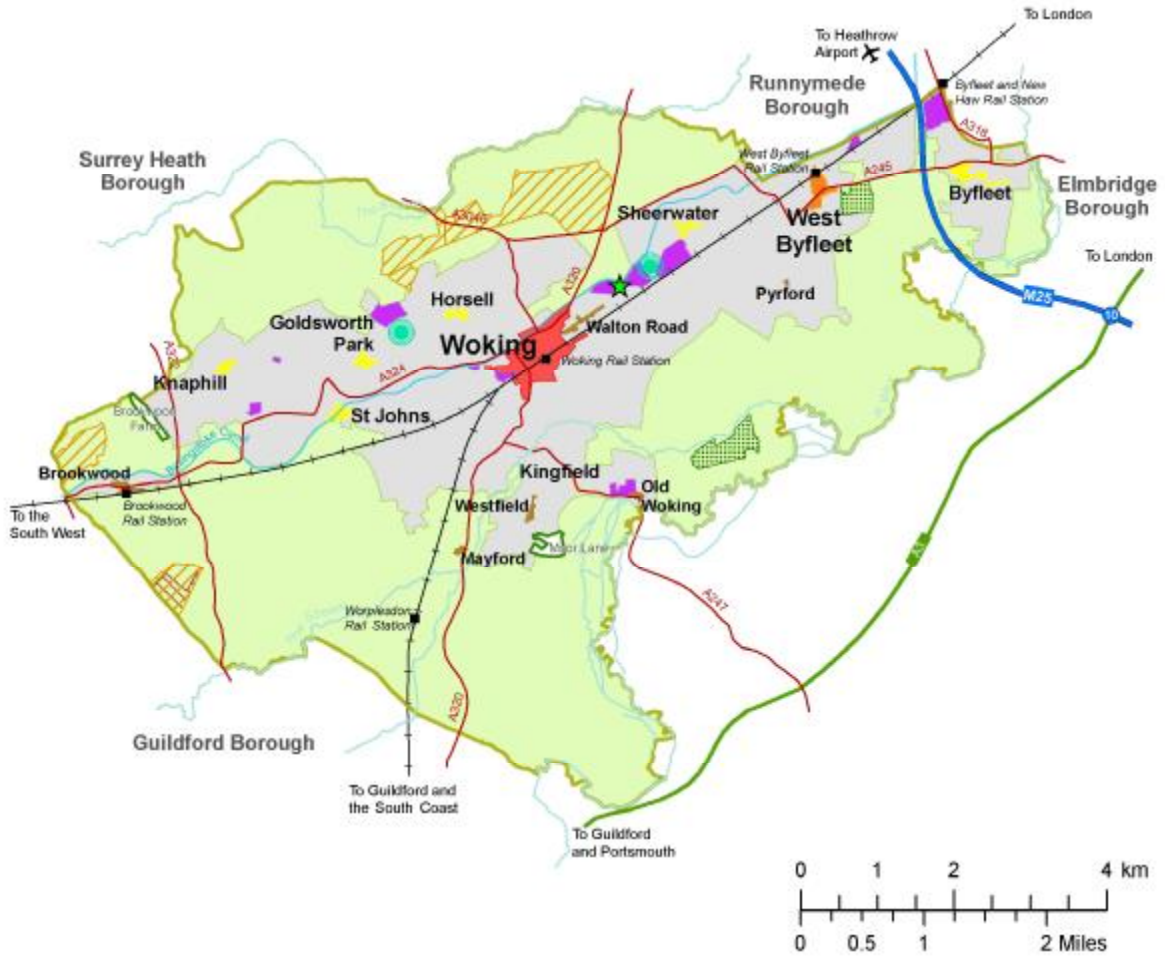 To London
To Heathrow
Airport
Runnymede
Borough
Byfleet and New
Haw Rail Station
A318
Surrey Heath
Borough
West Byfleet
Rail Station
A245
Byfleet
Elmbridge
Borough
Sheerwater
West
Byfleet
To London
A320
Pyrford
M25
10
Horsell
Goldsworth
Park
Walton Road
Woking
Woking Rail Station
A324
Knaphill
St Johns
Brookwood
Brookwood
Rail Station
To the
South West
Kingfield
Old
Woking
Westfield
Moor Lane
Mayford
A247
A3
Worplesdon
Rail Station
A320
Guildford Borough
To Guildford and
the South Coast
To Guildford
and Portsmouth
0 1 2 4 km
0 0.5 1 2 Miles